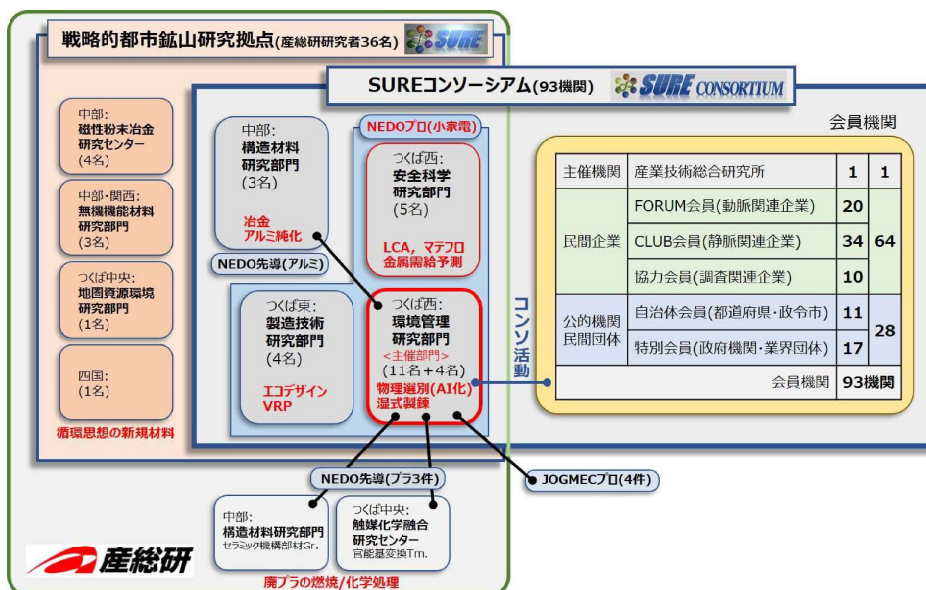 戦略的都市鉱山研究拠点(産総研研究者36名) SURE
SUREコンソーシアム(93機関) SURE CONSORTIUM
中部:
磁性粉末冶金
研究センター
(4名)
中部・関西:
無機機能材料
研究部門
(3名)
つくば中央:
地圏資源環境
研究部門
(1名)
四国:
(1名)
循環思想の新規材料
中部:
構造材料
研究部門
(3名)
冶金
アルミ純化
NEDO先導(アルミ)
NEDOプロ(小家電)
つくば西:
安全科学
研究部門
(5名)
LCA, マテフロ
金属需給予測
つくば東:
製造技術
研究部門
(4名)
エコデザイン
VRP
つくば西:
環境管理
研究部門
<主催部門>
(11名+4名)
物理選別(AI化)
湿式製錬
コンソ活動
会員機関
主催機関 産業技術総合研究所 1 1
民間企業 FORUM会員(動脈関連企業) 20 64
CLUB会員(静脈関連企業) 34
協力会員(調査関連企業) 10
公的機関
民間団体
自治体会員(都道府県・政令市) 11 28
特別会員(政府機関・業界団体) 17
会員機関 93機関
NEDO先導(プラ3件)
JOGMECプロ(4件)
中部:
構造材料研究部門
セラミック機構部材Gr.
つくば中央:
触媒化学融合
研究センター
官能基変換Tm.
廃プラの燃焼/化学処理
産総研